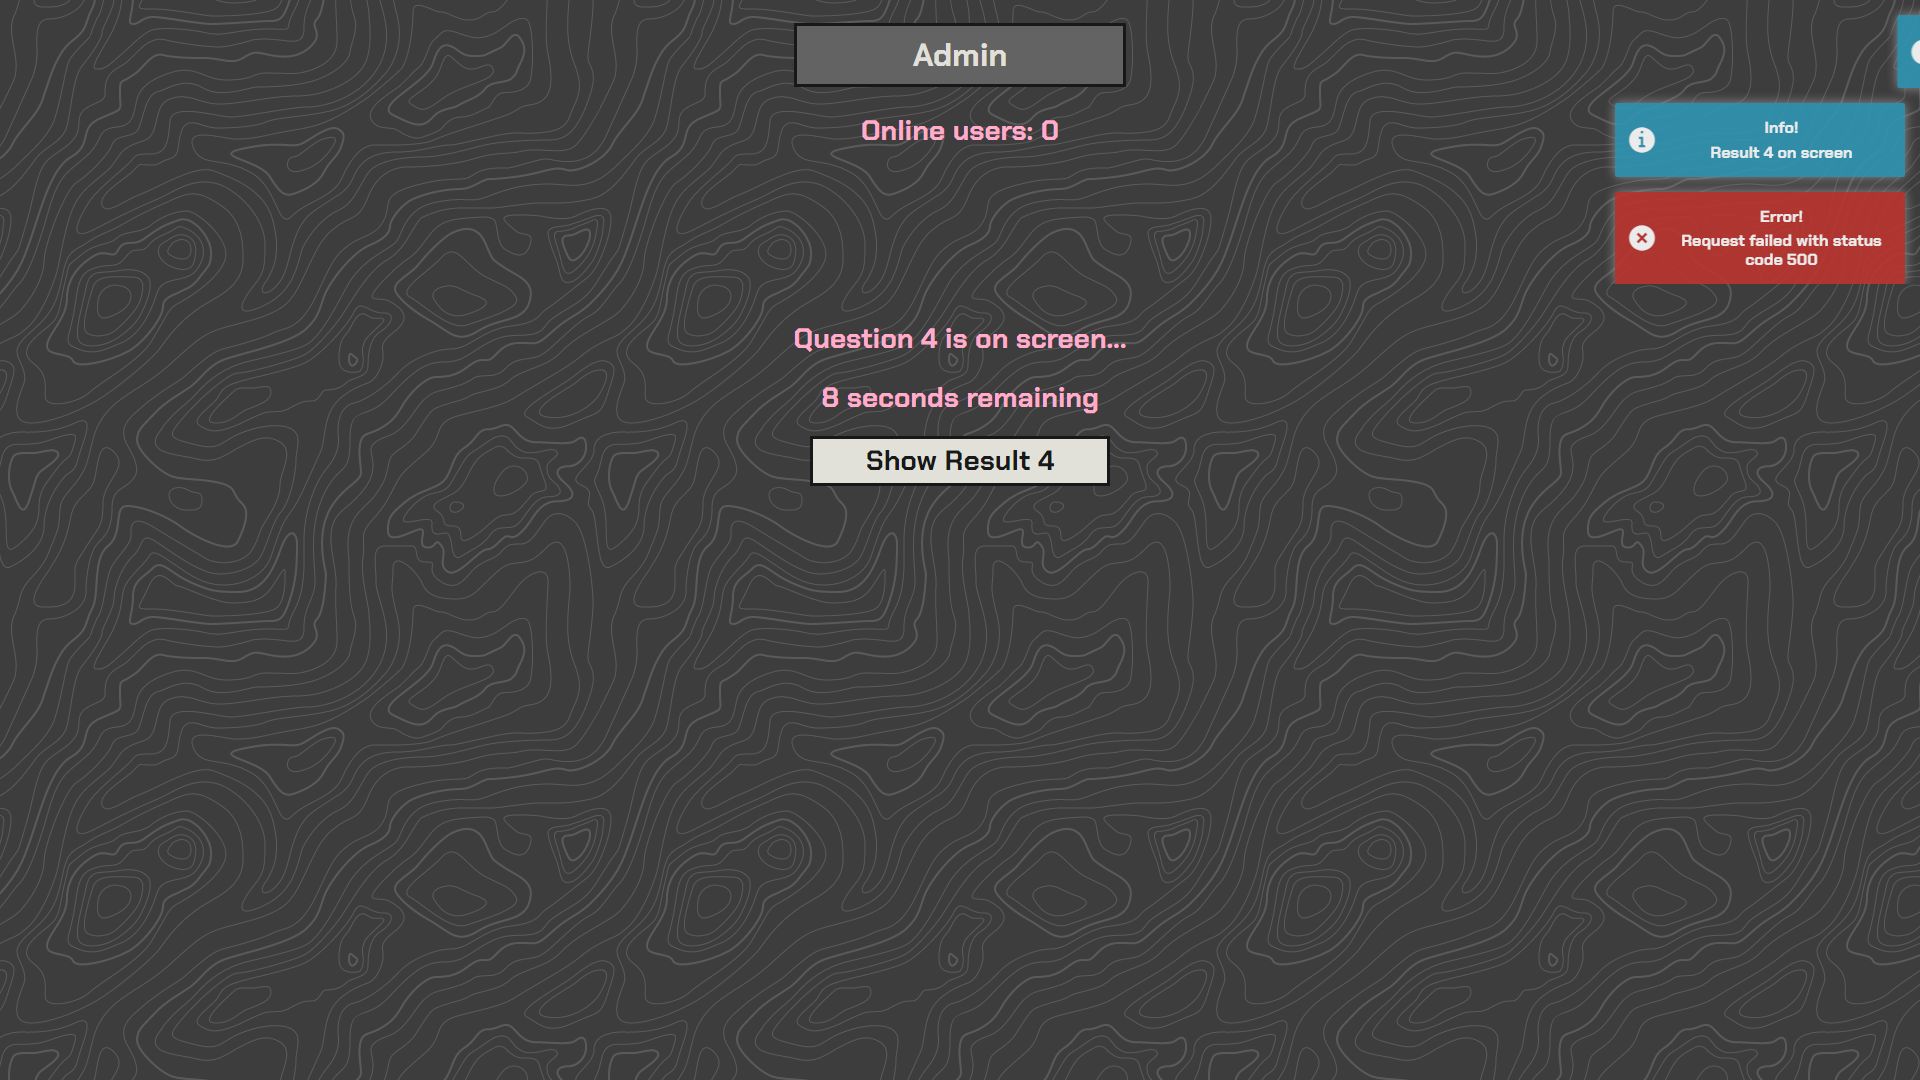 Admin
Online users: 0
Info!
Result 4 on screen
Error!
Request failed with status
code 500
Question 4 is on screen...
8 seconds remaining
Show Result 4